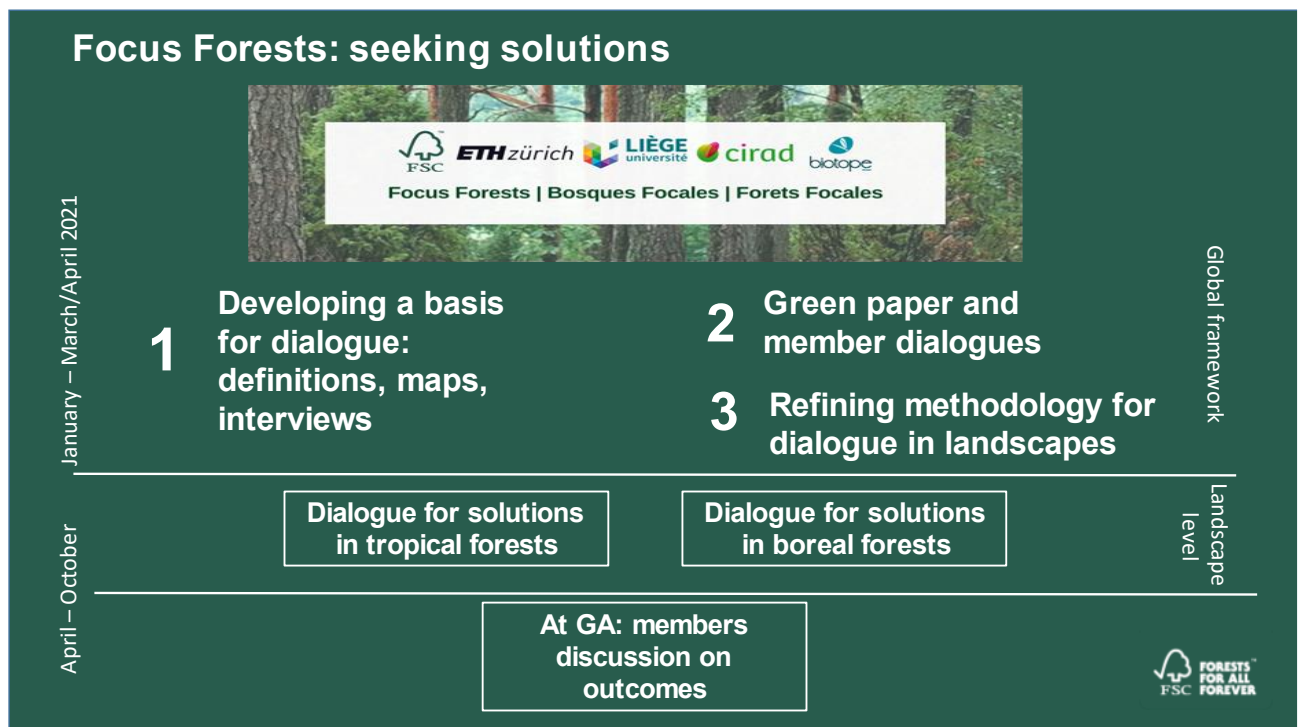 Focus Forests: seeking solutions
FSC
ETH zürich
LIÈGE
université
cirad
biotope
Focus Forests | Bosques Focales | Forets Focales
January – March/April 2021
Global framework
1
Developing a basis
for dialogue:
definitions, maps,
interviews
2
Green paper and
member dialogues
3
Refining methodology for
dialogue in landscapes
April – October
Landscape
level
Dialogue for solutions
in tropical forests
Dialogue for solutions
in boreal forests
At GA: members
discussion on
outcomes
FSC
FORESTS™
FOR ALL
FOREVER